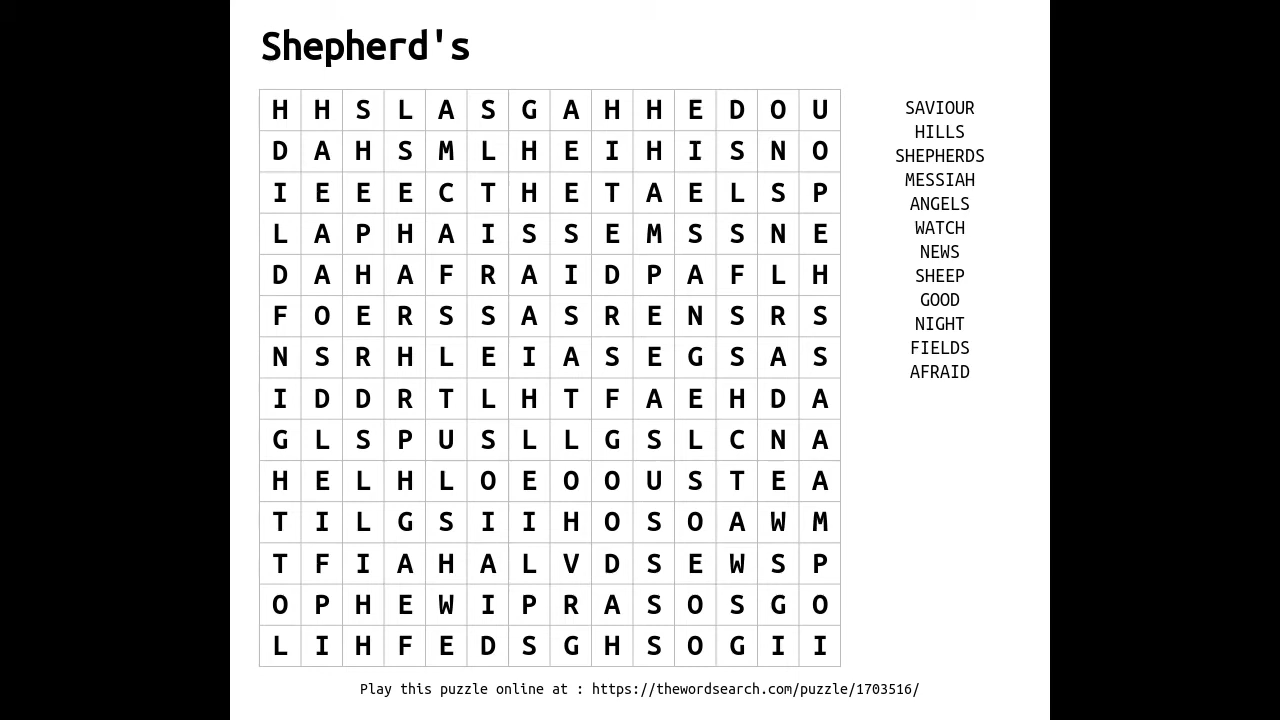 Shepherd's
H H S L A S G A H H E D O U
D A H S M L H E I H I S N O
I E E E C T H E T A E L S P
L A P H A I S S E M S S N E
D A H A F R A I D P A F L H
F O E R S S A S R E N S R S
N S R H L E I A S E G S A S
I D D R T L H T F A E H D A
G L S P U S L L G S L C N A
H E L H L O E O O U S T E A
T I L G S I I H O S O A W M
T F I A H A L V D S E W S P
O P H E W I P R A S O S G O
L I H F E D S G H S O G I I
SAVIOUR
HILLS
SHEPHERDS
MESSIAH
ANGELS
WATCH
NEWS
SHEEP
GOOD
NIGHT
FIELDS
AFRAID
Play this puzzle online at : https://thewordsearch.com/puzzle/1703516/